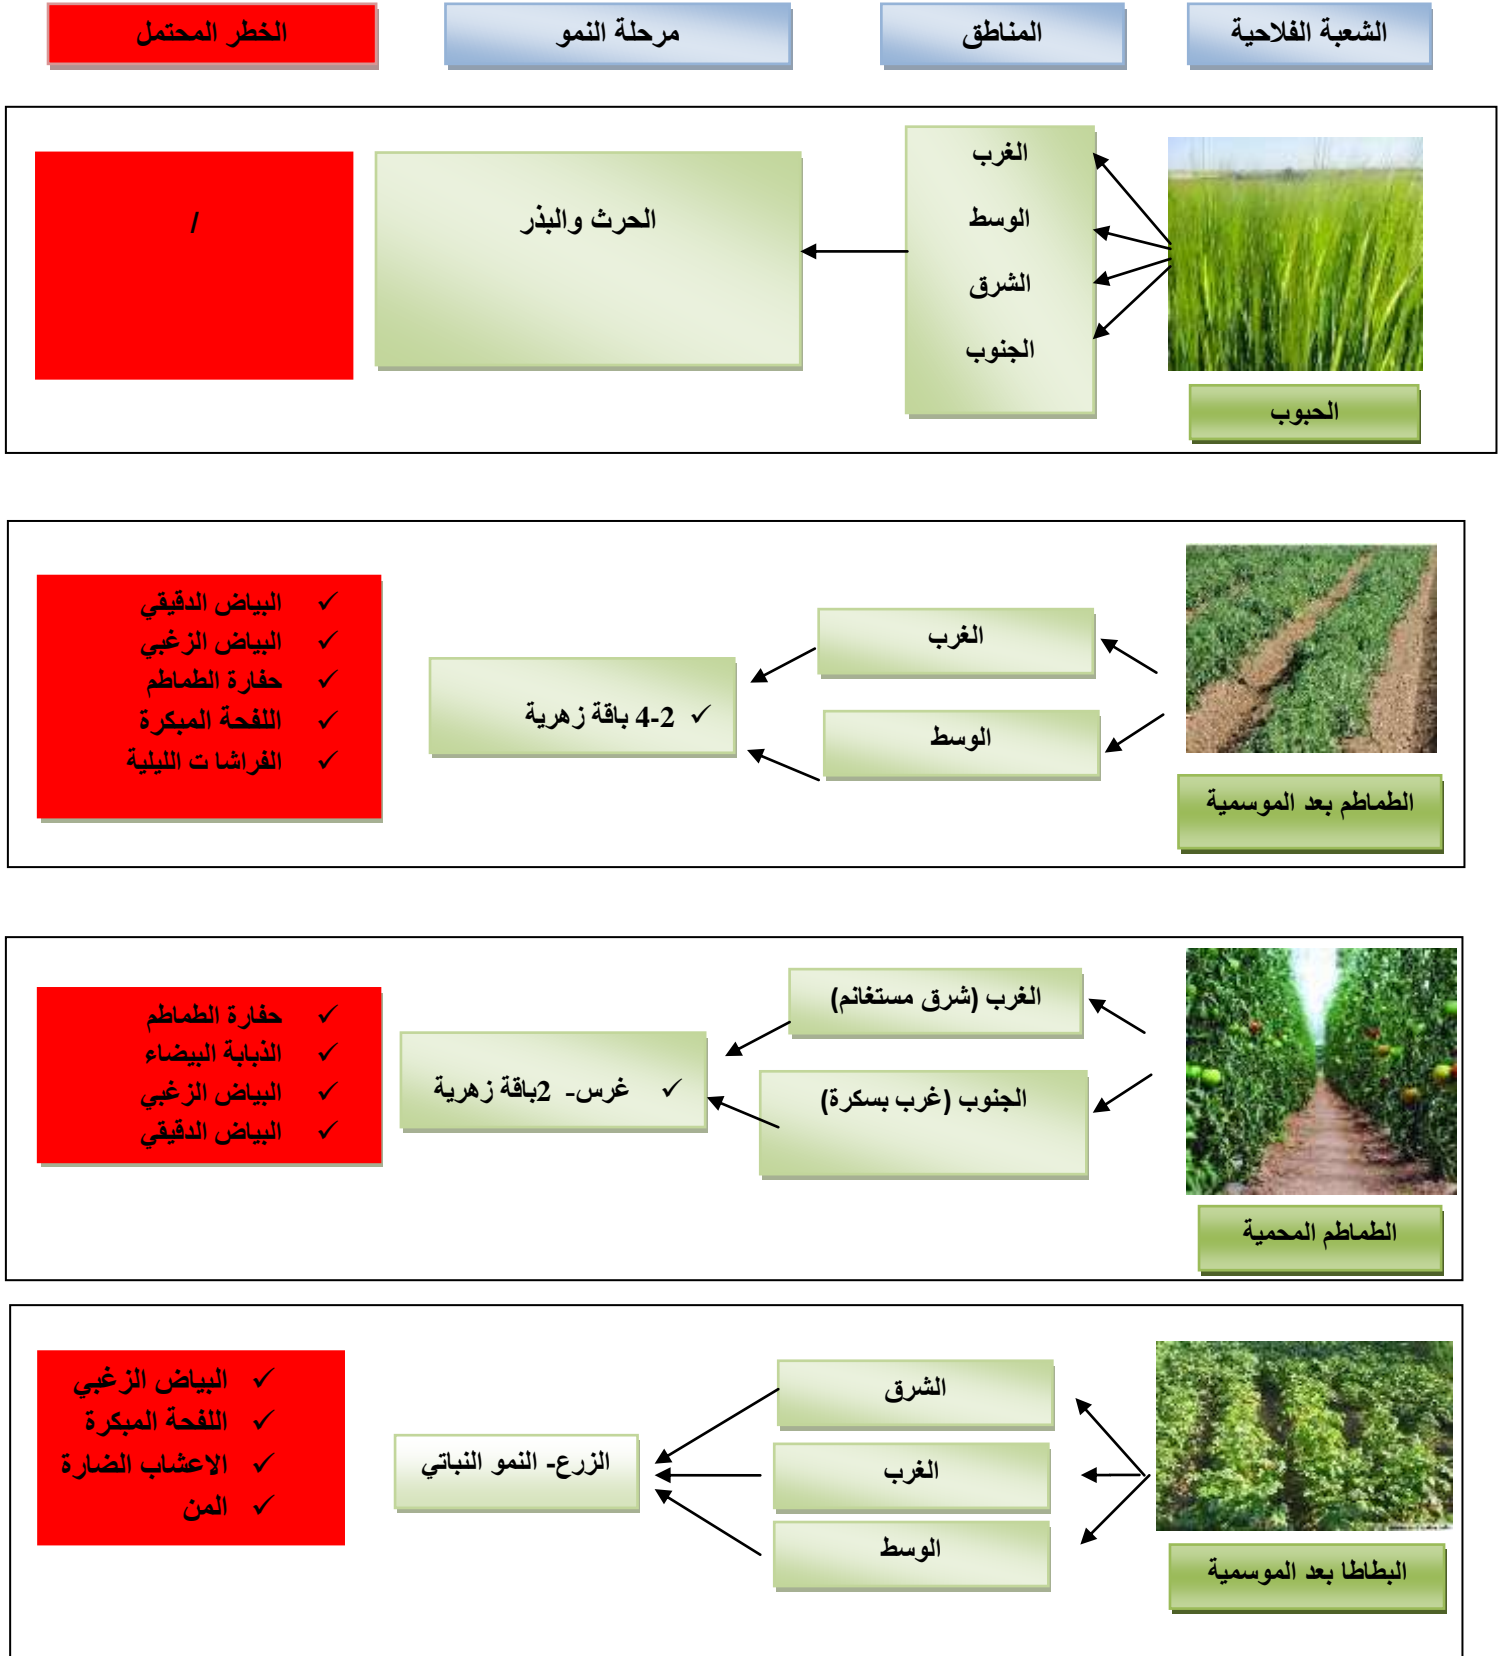 الشعبة الفلاحية
المناطق
مرحلة النمو
الخطر المحتمل
الحبوب
الغرب
الوسط
الشرق
الجنوب
الحرث والبذر
/
الطماطم بعد الموسمية
الغرب
الوسط
✓ 2-4 باقة زهرية
✓ البياض الدقيقي
✓ البياض الزغبي
✓ حفارة الطماطم
✓ اللفحة المبكرة
✓ الفراشا ت الليلية
الطماطم المحمية
الغرب (شرق مستغانم)
الجنوب (غرب بسكرة)
✓ غرس- 2باقة زهرية
✓ حفارة الطماطم
✓ الذبابة البيضاء
✓ البياض الزغبي
✓ البياض الدقيقي
البطاطا بعد الموسمية
الشرق
الغرب
الوسط
الزرع- النمو النباتي
✓ البياض الزغبي
✓ اللفحة المبكرة
✓ الاعشاب الضارة
✓ المن